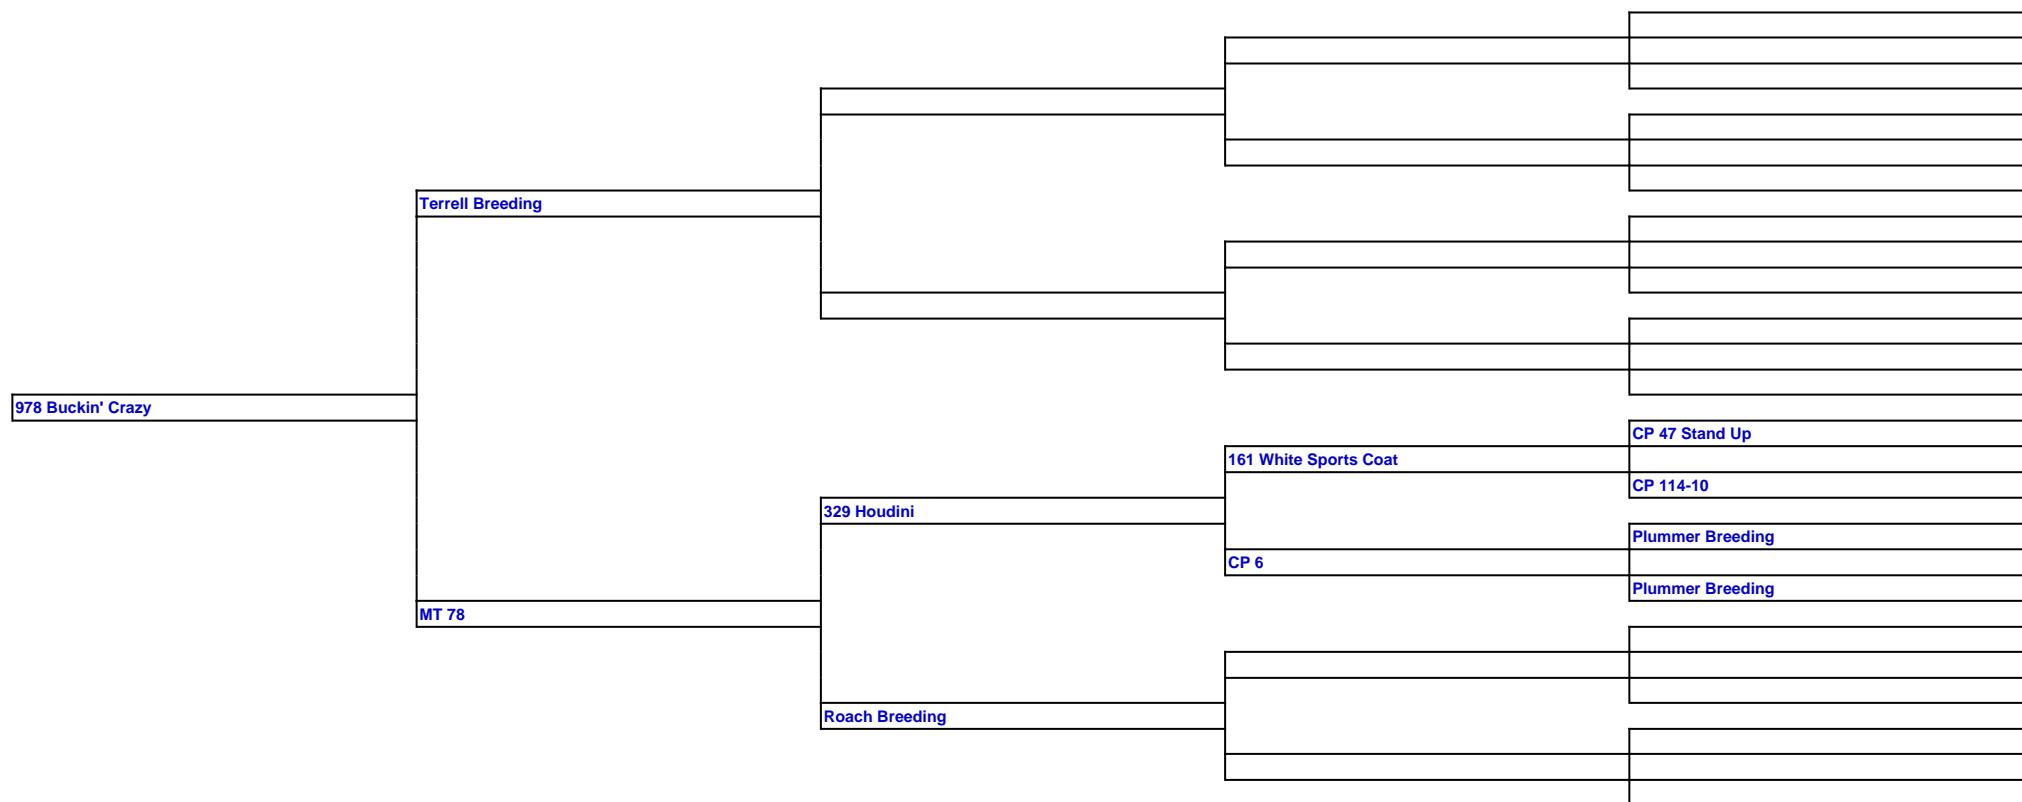 Terrell Breeding
978 Buckin' Crazy
CP 47 Stand Up
161 White Sports Coat
CP 114-10
329 Houdini
Plummer Breeding
CP 6
Plummer Breeding
MT 78
Roach Breeding